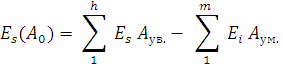 E_s(A_0) = \sum_{1}^{h} E_s A_{ув.} − \sum_{1}^{m} E_i A_{ум.}